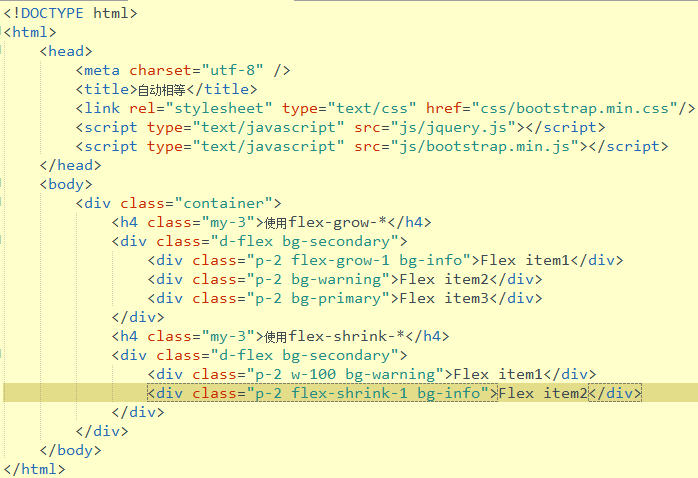 <!DOCTYPE html>
<html>
<head>
<meta charset="utf-8" />
<title>自动相等</title>
<link rel="stylesheet" type="text/css" href="css/bootstrap.min.css"/>
<script type="text/javascript" src="js/jquery.js"></script>
<script type="text/javascript" src="js/bootstrap.min.js"></script>
</head>
<body>
<div class="container">
<h4 class="my-3">使用flex-grow-*</h4>
<div class="d-flex bg-secondary">
<div class="p-2 flex-grow-1 bg-info">Flex item1</div>
<div class="p-2 bg-warning">Flex item2</div>
<div class="p-2 bg-primary">Flex item3</div>
</div>
<h4 class="my-3">使用flex-shrink-*</h4>
<div class="d-flex bg-secondary">
<div class="p-2 w-100 bg-warning">Flex item1</div>
<div class="p-2 flex-shrink-1 bg-info">Flex item2</div>
</div>
</div>
</body>
</html>